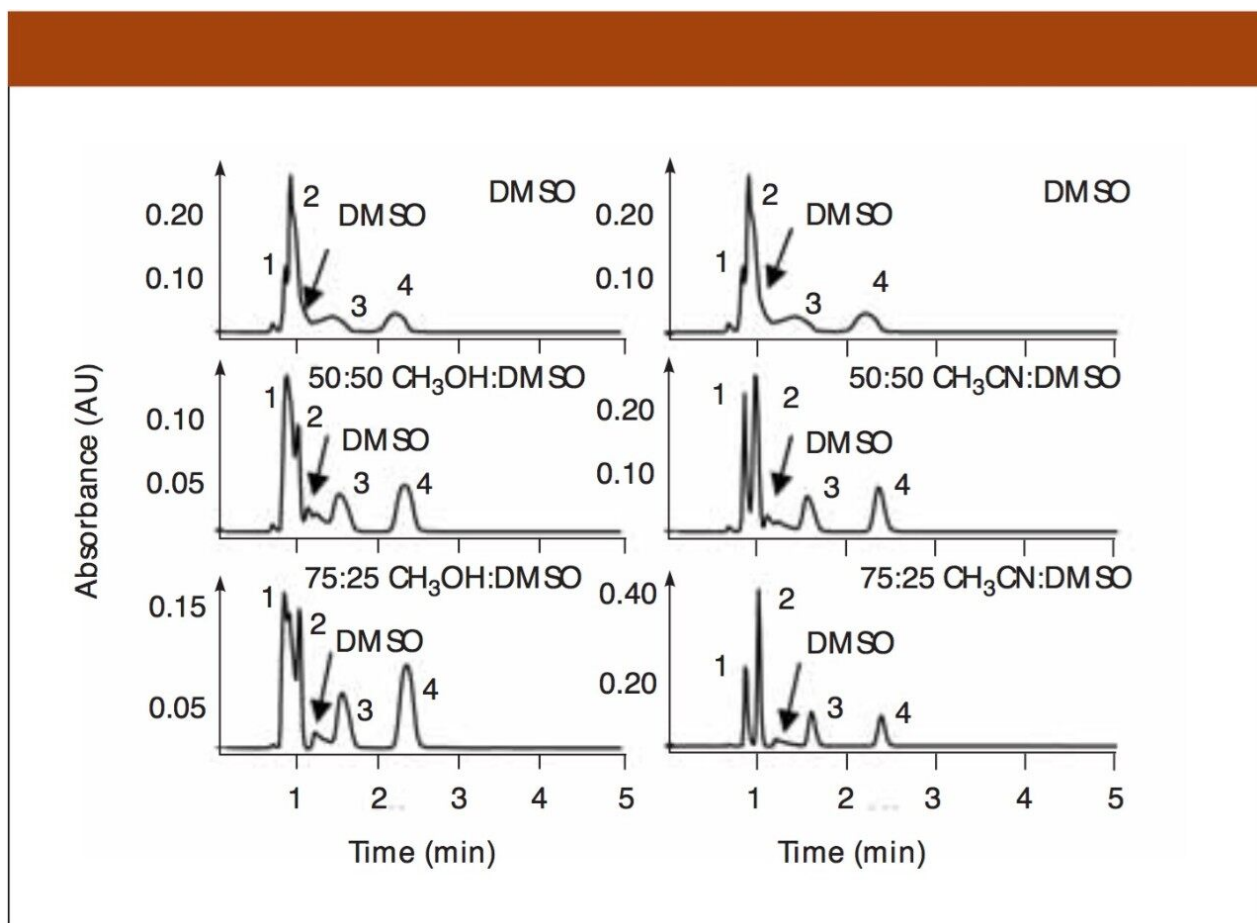 DMSO
0.20
2
DMSO
0.10
1
3
4
DMSO
0.20
2
DMSO
0.10
1
3
4
Absorbance (AU)
50:50 CH₃OH:DMSO
0.10
1
2
DMSO
0.05
3
4
50:50 CH₃CN:DMSO
0.20
1
2
DMSO
0.10
3
4
75:25 CH₃OH:DMSO
0.15
1
2
DMSO
0.05
3
4
1 2 3 4 5
Time (min)
75:25 CH₃CN:DMSO
0.40
2
DMSO
0.20
1
3
4
1 2 3 4 5
Time (min)